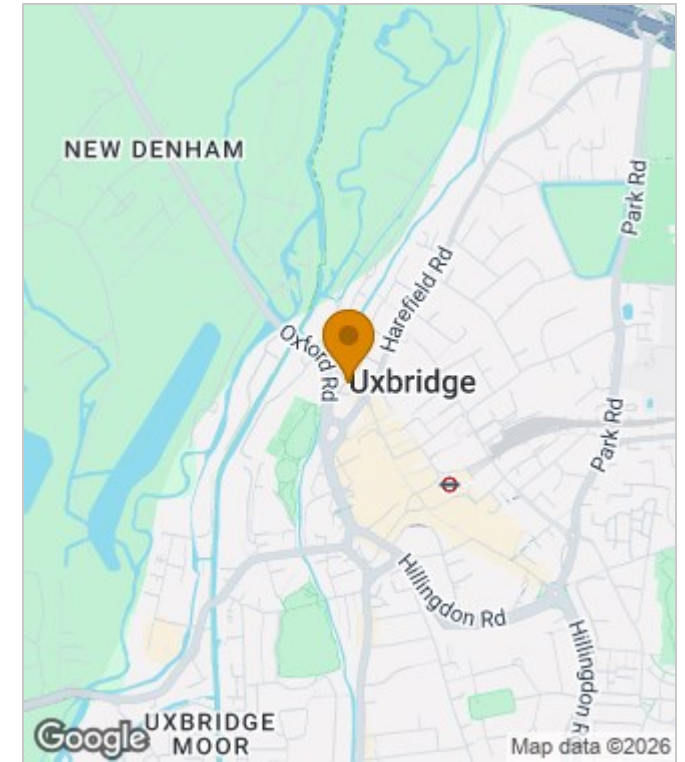 NEW DENHAM
Park Rd
Harefield Rd
Oxford Rd
Uxbridge
Park Rd
Hillingdon Rd
Hillingdon R
UXBRIDGE
MOOR
Google
Map data ©2026